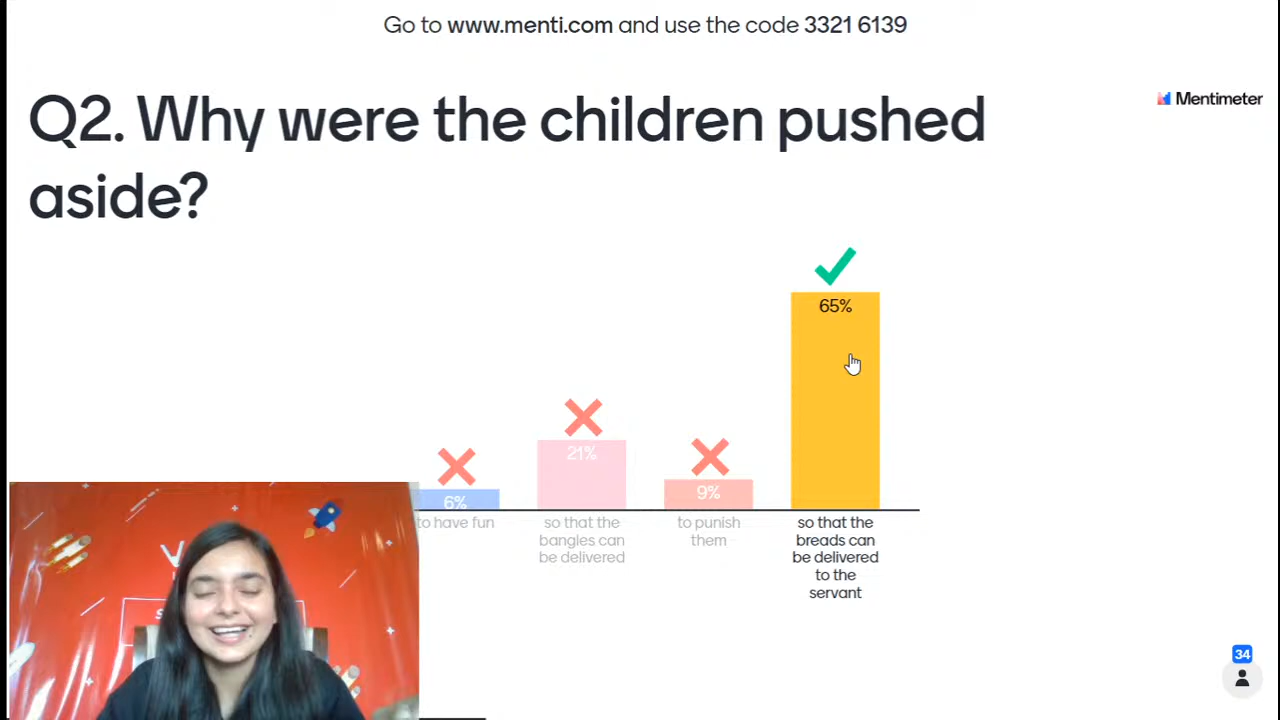 Go to www.menti.com and use the code 3321 6139
Mentimeter
Q2. Why were the children pushed
aside?
6%
21%
9%
65%
to have fun
so that the
bangles can
be delivered
to punish
them
so that the
breads can
be delivered
to the
servant
34